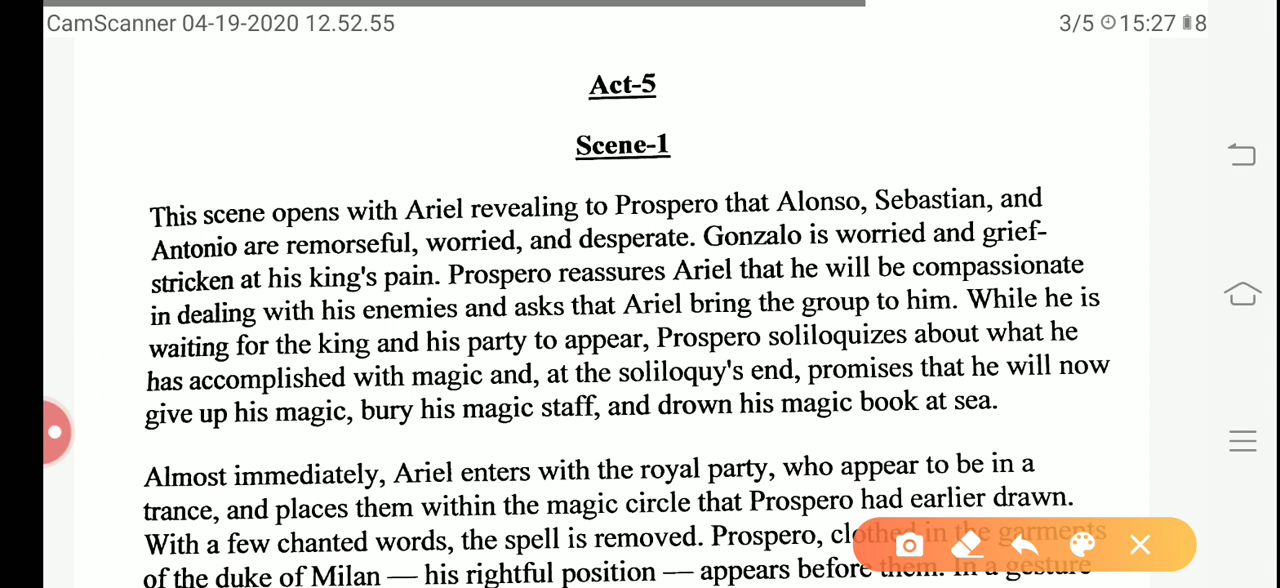 CamScanner 04-19-2020 12.52.55
3/5 15:27 8
Act-5
Scene-1
This scene opens with Ariel revealing to Prospero that Alonso, Sebastian, and
Antonio are remorseful, worried, and desperate. Gonzalo is worried and grief-
stricken at his king's pain. Prospero reassures Ariel that he will be compassionate
in dealing with his enemies and asks that Ariel bring the group to him. While he is
waiting for the king and his party to appear, Prospero soliloquizes about what he
has accomplished with magic and, at the soliloquy's end, promises that he will now
give up his magic, bury his magic staff, and drown his magic book at sea.
Almost immediately, Ariel enters with the royal party, who appear to be in a
trance, and places them within the magic circle that Prospero had earlier drawn.
With a few chanted words, the spell is removed. Prospero, clothed in the garments
of the duke of Milan — his rightful position — appears before them. In a gesture